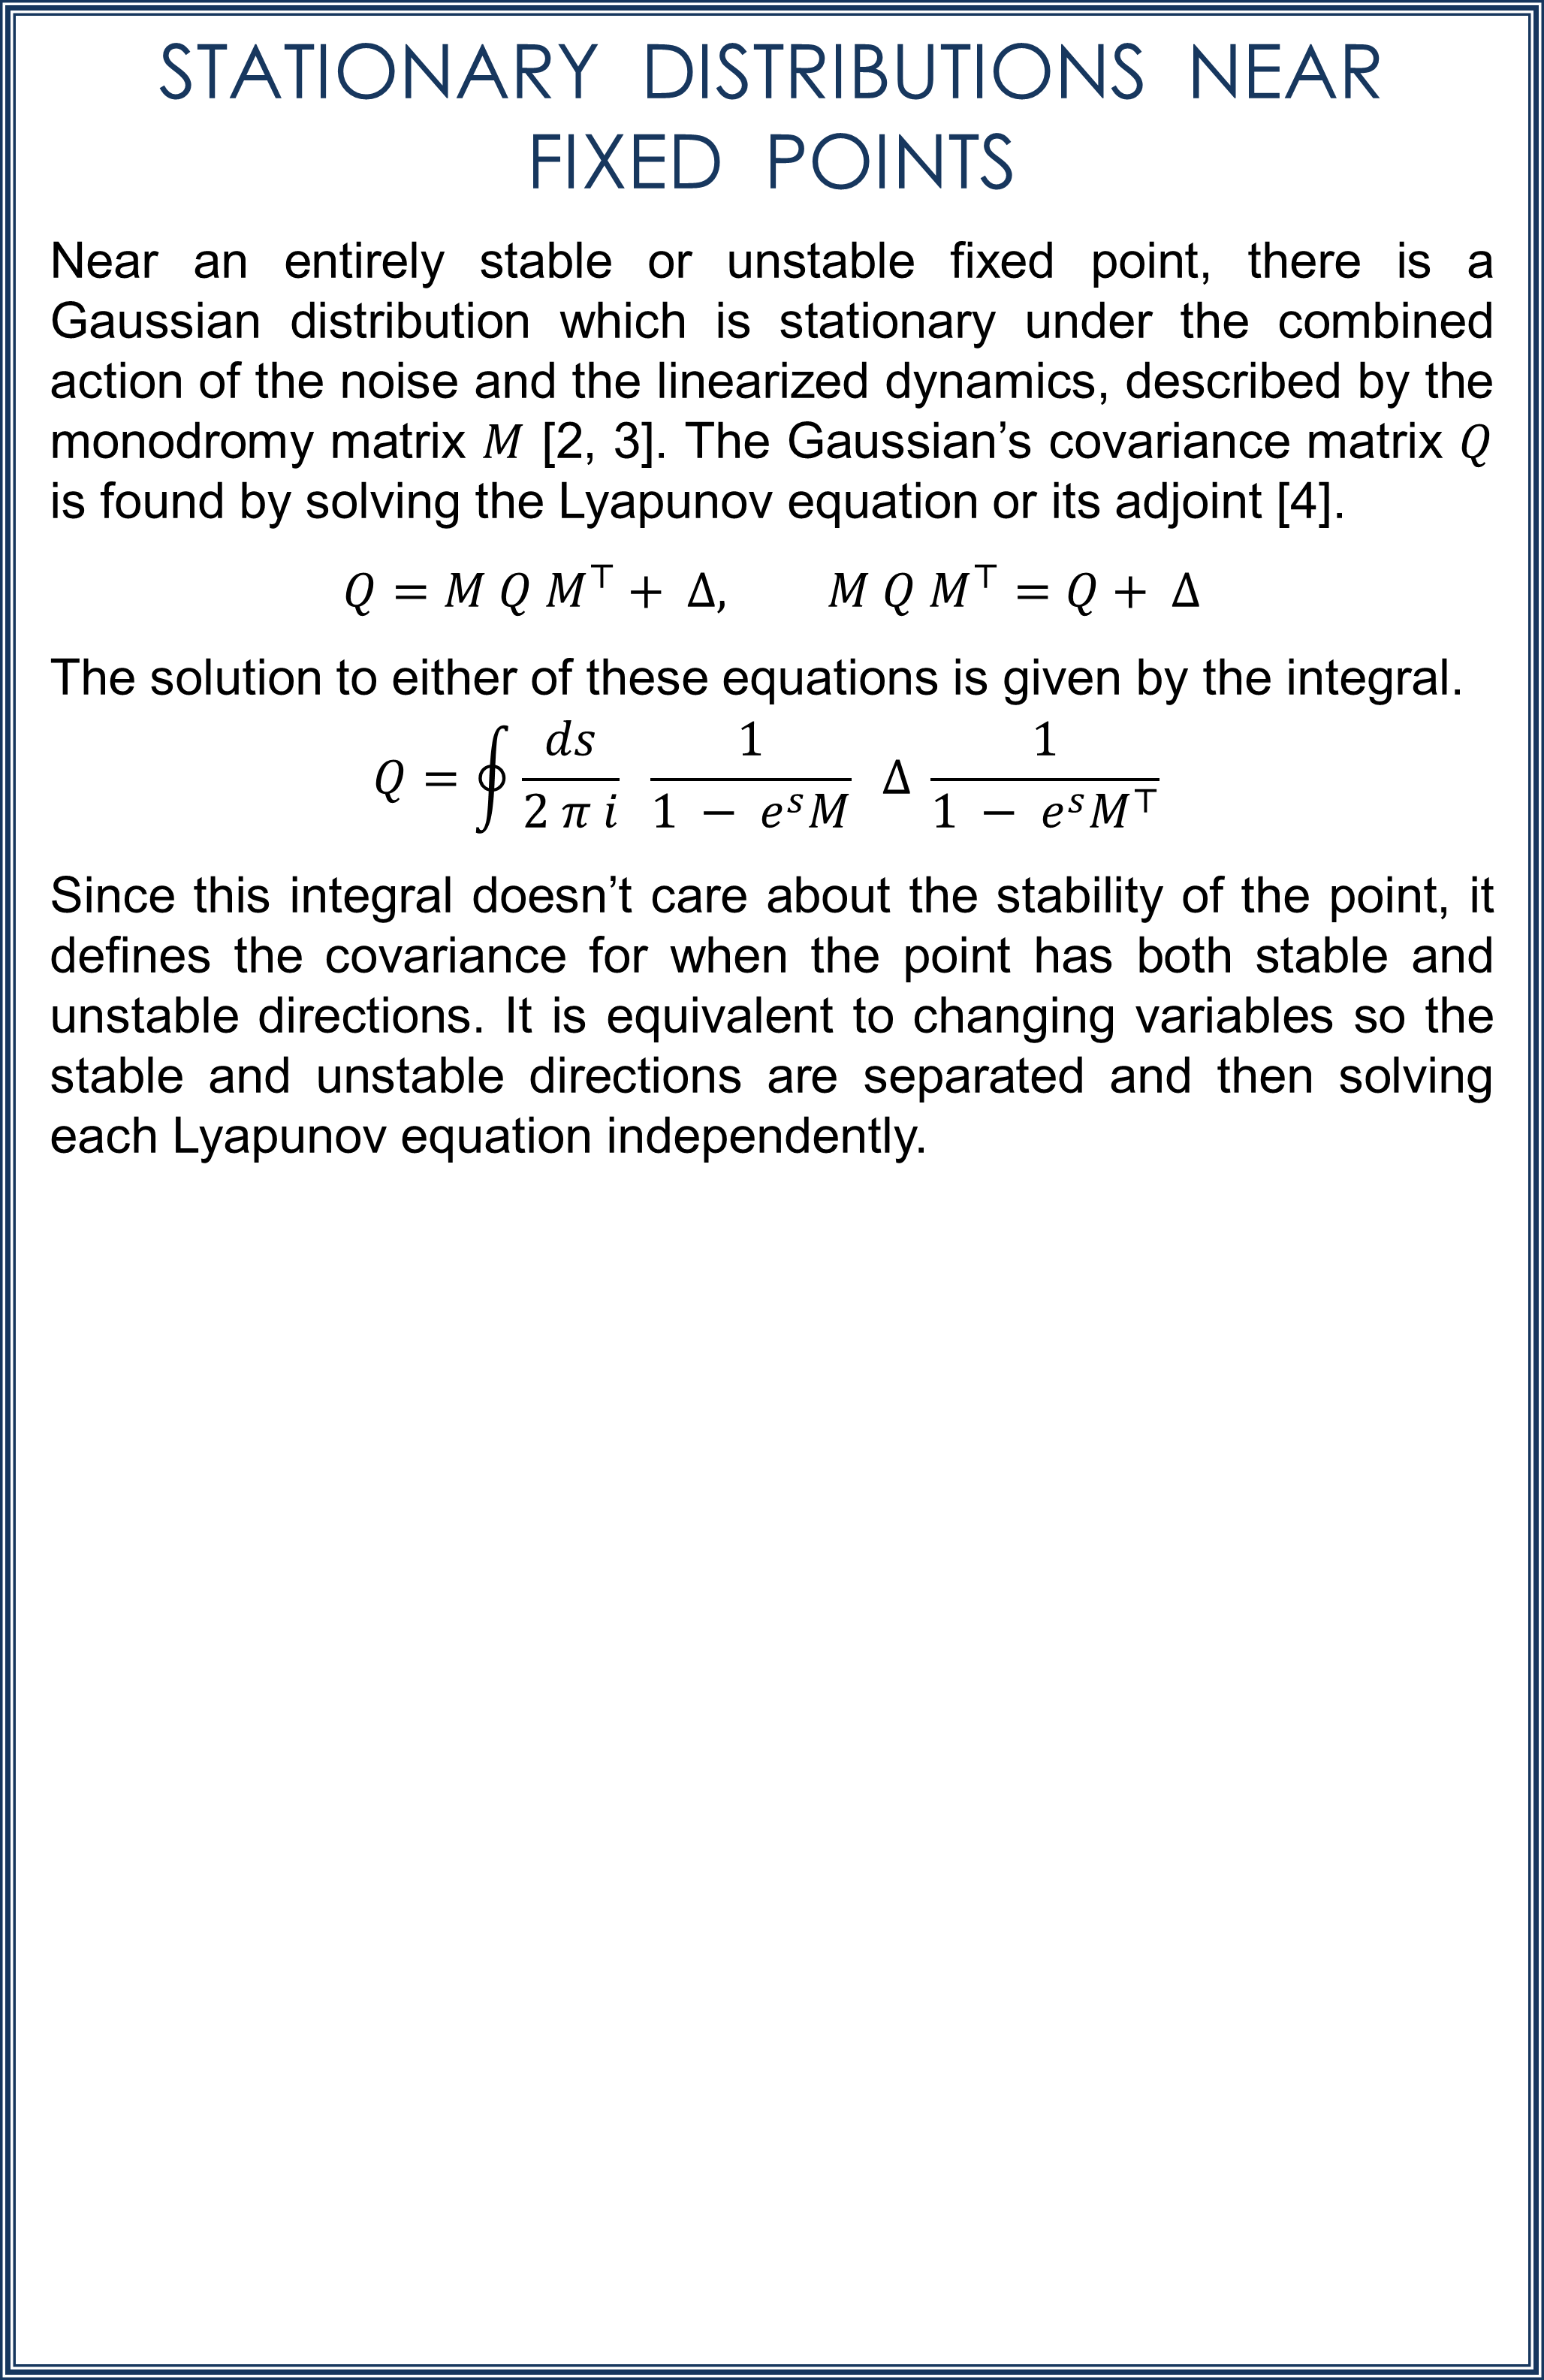 STATIONARY DISTRIBUTIONS NEAR
FIXED POINTS
Near an entirely stable or unstable fixed point, there is a
Gaussian distribution which is stationary under the combined
action of the noise and the linearized dynamics, described by the
monodromy matrix M [2, 3]. The Gaussian’s covariance matrix Q
is found by solving the Lyapunov equation or its adjoint [4].
Q = M Q M⊤ + Δ, M Q M⊤ = Q + Δ
The solution to either of these equations is given by the integral.
Q = ∮ ds/(2 π i) 1/(1 − e^s M) Δ 1/(1 − e^s M⊤)
Since this integral doesn’t care about the stability of the point, it
defines the covariance for when the point has both stable and
unstable directions. It is equivalent to changing variables so the
stable and unstable directions are separated and then solving
each Lyapunov equation independently.